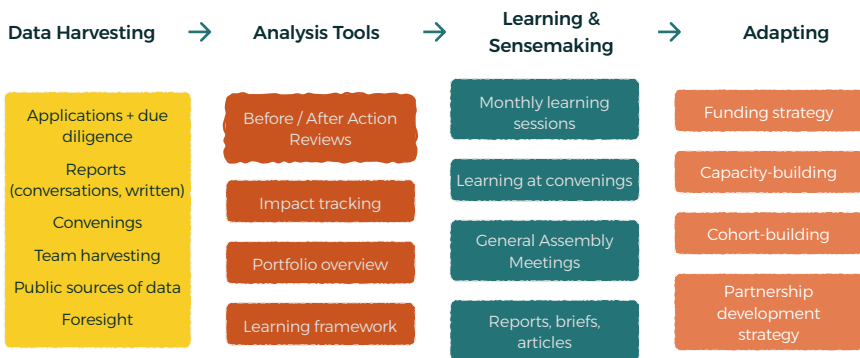 Data Harvesting
→
Analysis Tools
→
Learning &
Sensemaking
→
Adapting
Applications + due
diligence
Reports
(conversations, written)
Convenings
Team harvesting
Public sources of data
Foresight
Before / After Action
Reviews
Impact tracking
Portfolio overview
Learning framework
Monthly learning
sessions
Learning at convenings
General Assembly
Meetings
Reports, briefs,
articles
Funding strategy
Capacity-building
Cohort-building
Partnership
development
strategy